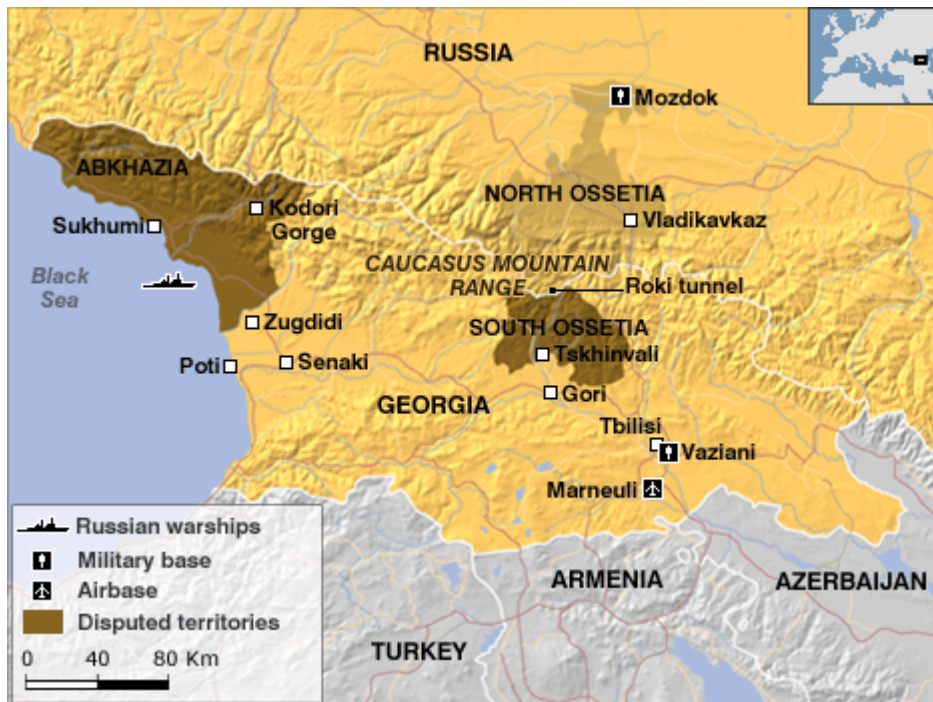 RUSSIA
Mozdok
ABKHAZIA
NORTH OSSETIA
Kodori
Gorge
Sukhumi
Vladikavkaz
CAUCASUS MOUNTAIN
RANGE
Black
Sea
Roki tunnel
Zugdidi
SOUTH OSSETIA
Tskhinvali
Poti
Senaki
Gori
GEORGIA
Tbilisi
Vaziani
Marneuli
Russian warships
Military base
Airbase
Disputed territories
0 40 80 Km
ARMENIA
AZERBAIJAN
TURKEY